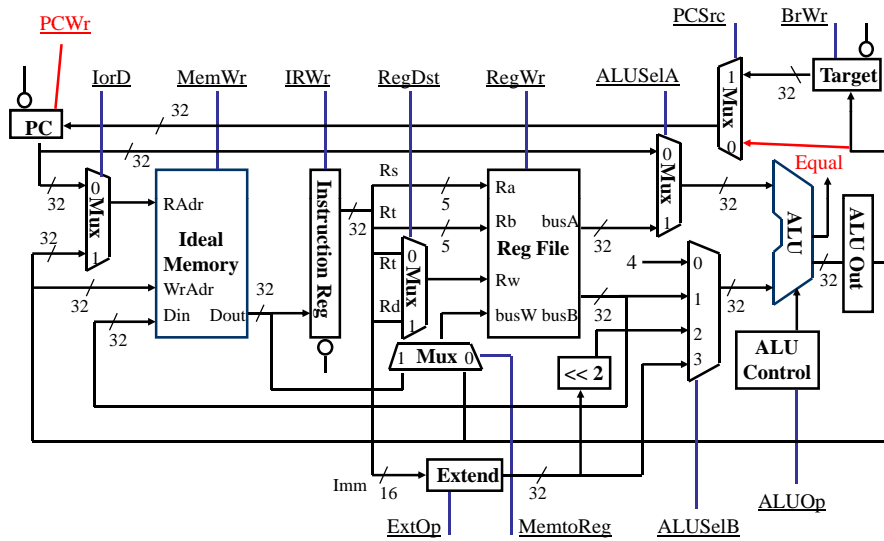 PCWr
PCSrc
BrWr
IorD
MemWr
IRWr
RegDst
RegWr
ALUSelA
1
Mux
0
32
Target
PC
32
32
32
32
Equal
0
Mux
1
32
32
RAdr
Ideal
Memory
WrAdr
Din
Dout
32
32
32
Instruction Reg
32
Rs
Rt
Rt
Rd
5
5
0
Mux
1
Ra
Rb
Rw
busW
busA
Reg File
busB
32
32
0
Mux
1
32
4
0
1
2
3
32
ALU
32
ALU Out
1
Mux
0
<< 2
ALU
Control
Imm
16
Extend
32
ExtOp
MemtoReg
ALUSelB
ALUOp